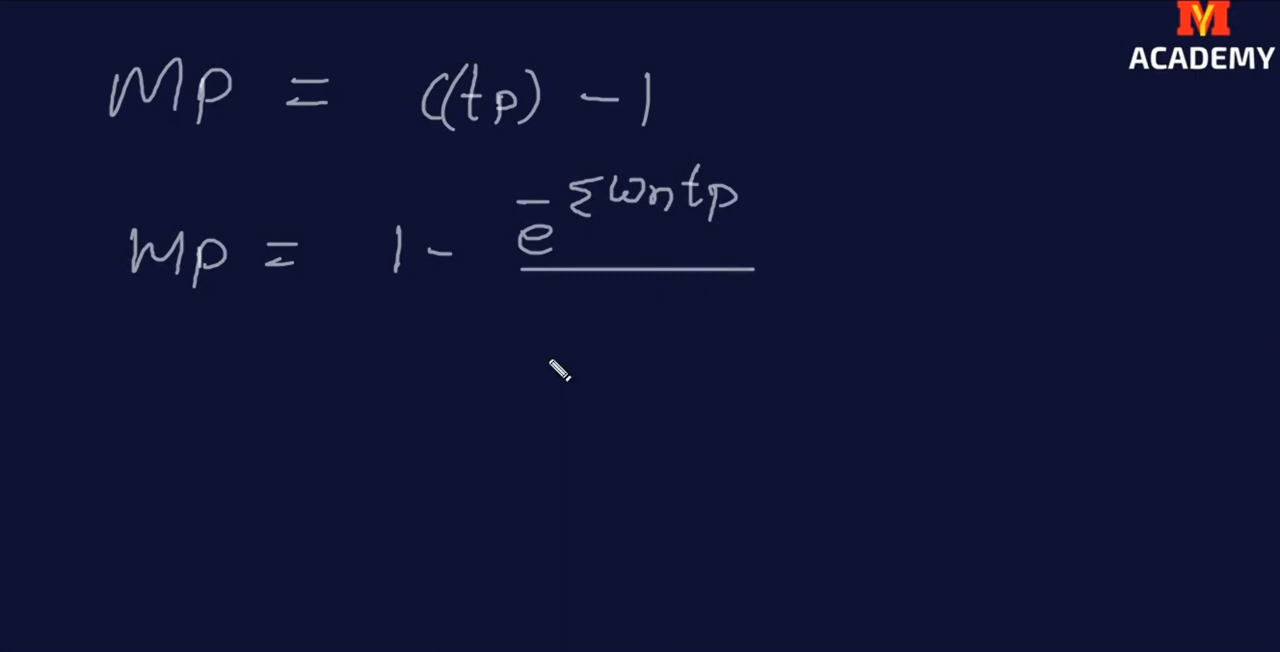 M
ACADEMY
Mp = C(tp) - 1
Mp = 1 - e^-ξωntp